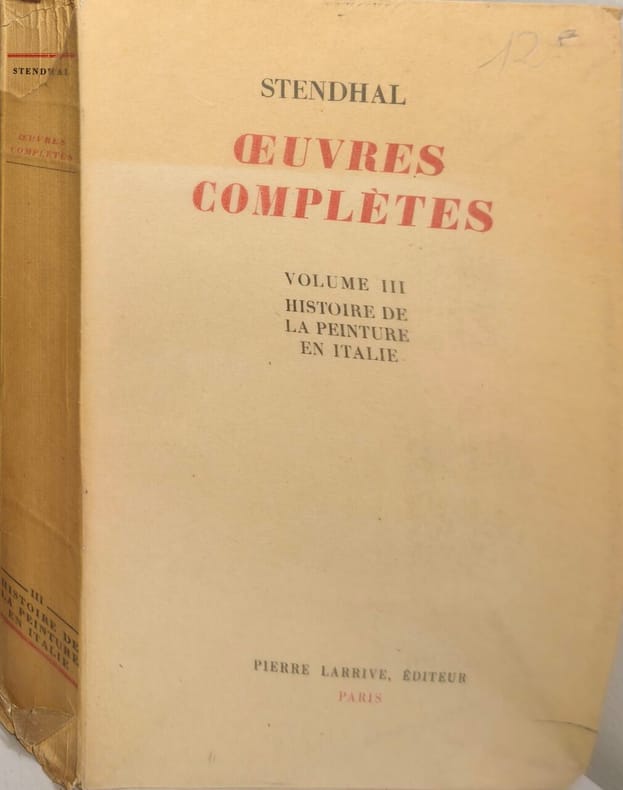 STENDHAL
ŒUVRES
COMPLÈTES
III
HISTOIRE DE
LA PEINTURE
EN ITALIE
12
STENDHAL
ŒUVRES
COMPLÈTES
VOLUME III
HISTOIRE DE
LA PEINTURE
EN ITALIE
PIERRE LARRIVE, ÉDITEUR
PARIS